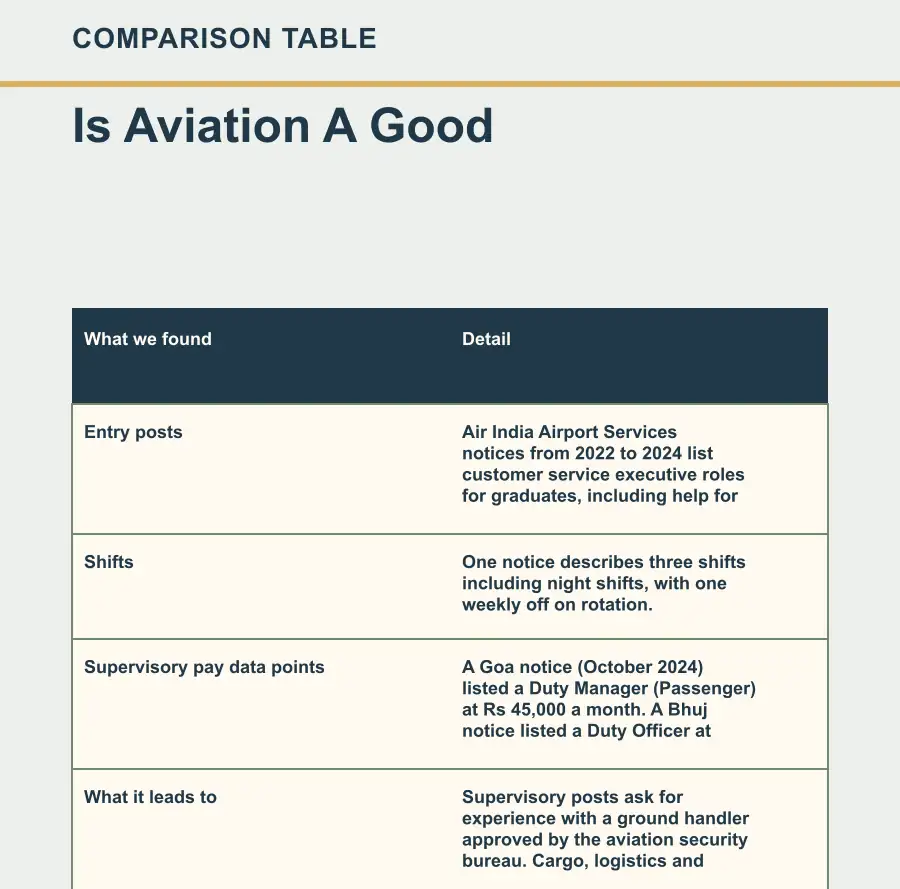 COMPARISON TABLE
Is Aviation A Good
What we found
Detail
Entry posts
Air India Airport Services
notices from 2022 to 2024 list
customer service executive roles
for graduates, including help for
Shifts
One notice describes three shifts
including night shifts, with one
weekly off on rotation.
Supervisory pay data points
A Goa notice (October 2024)
listed a Duty Manager (Passenger)
at Rs 45,000 a month. A Bhuj
notice listed a Duty Officer at
What it leads to
Supervisory posts ask for
experience with a ground handler
approved by the aviation security
bureau. Cargo, logistics and